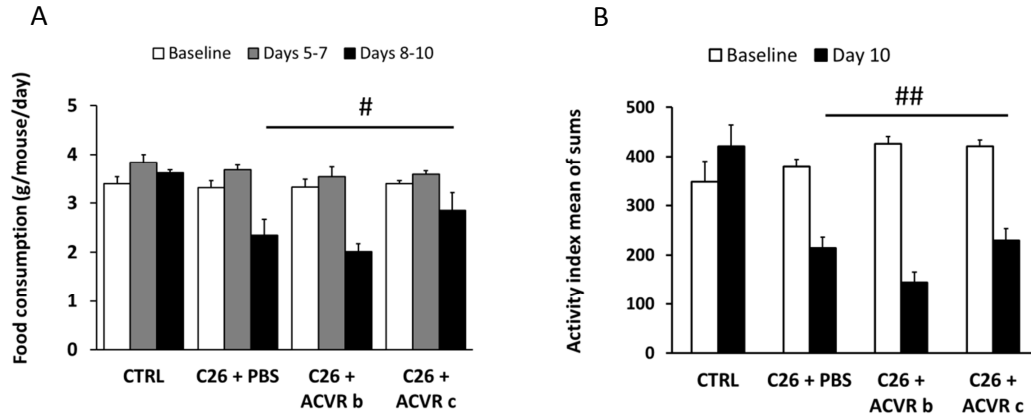 A
Baseline Days 5-7 Days 8-10
#
Food consumption (g/mouse/day)
5
4
3
2
1
0
CTRL
C26 + PBS
C26 +
ACVR b
C26 +
ACVR c
B
Baseline Day 10
##
Activity index mean of sums
500
400
300
200
100
0
CTRL
C26 + PBS
C26 +
ACVR b
C26 +
ACVR c